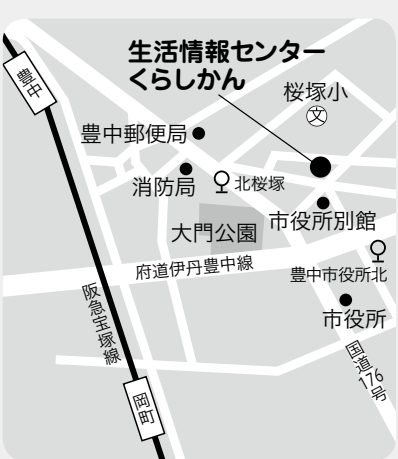 生活情報センター
くらしかん
豊中
桜塚小
文
豊中郵便局
消防局
北桜塚
市役所別館
大門公園
府道伊丹豊中線
豊中市役所北
阪急宝塚線
市役所
国道176号
岡町